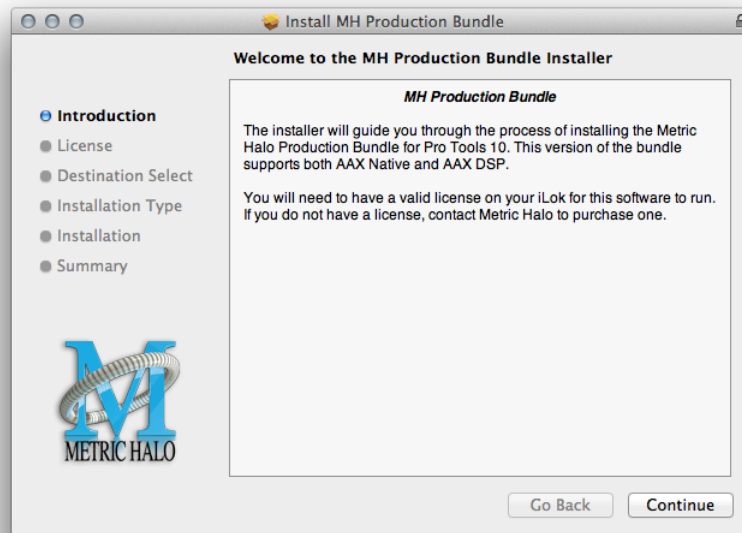 Install MH Production Bundle
Welcome to the MH Production Bundle Installer
Introduction
License
Destination Select
Installation Type
Installation
Summary
MH Production Bundle
The installer will guide you through the process of installing the Metric
Halo Production Bundle for Pro Tools 10. This version of the bundle
supports both AAX Native and AAX DSP.
You will need to have a valid license on your iLok for this software to run.
If you do not have a license, contact Metric Halo to purchase one.
M
METRIC HALO
Go Back
Continue